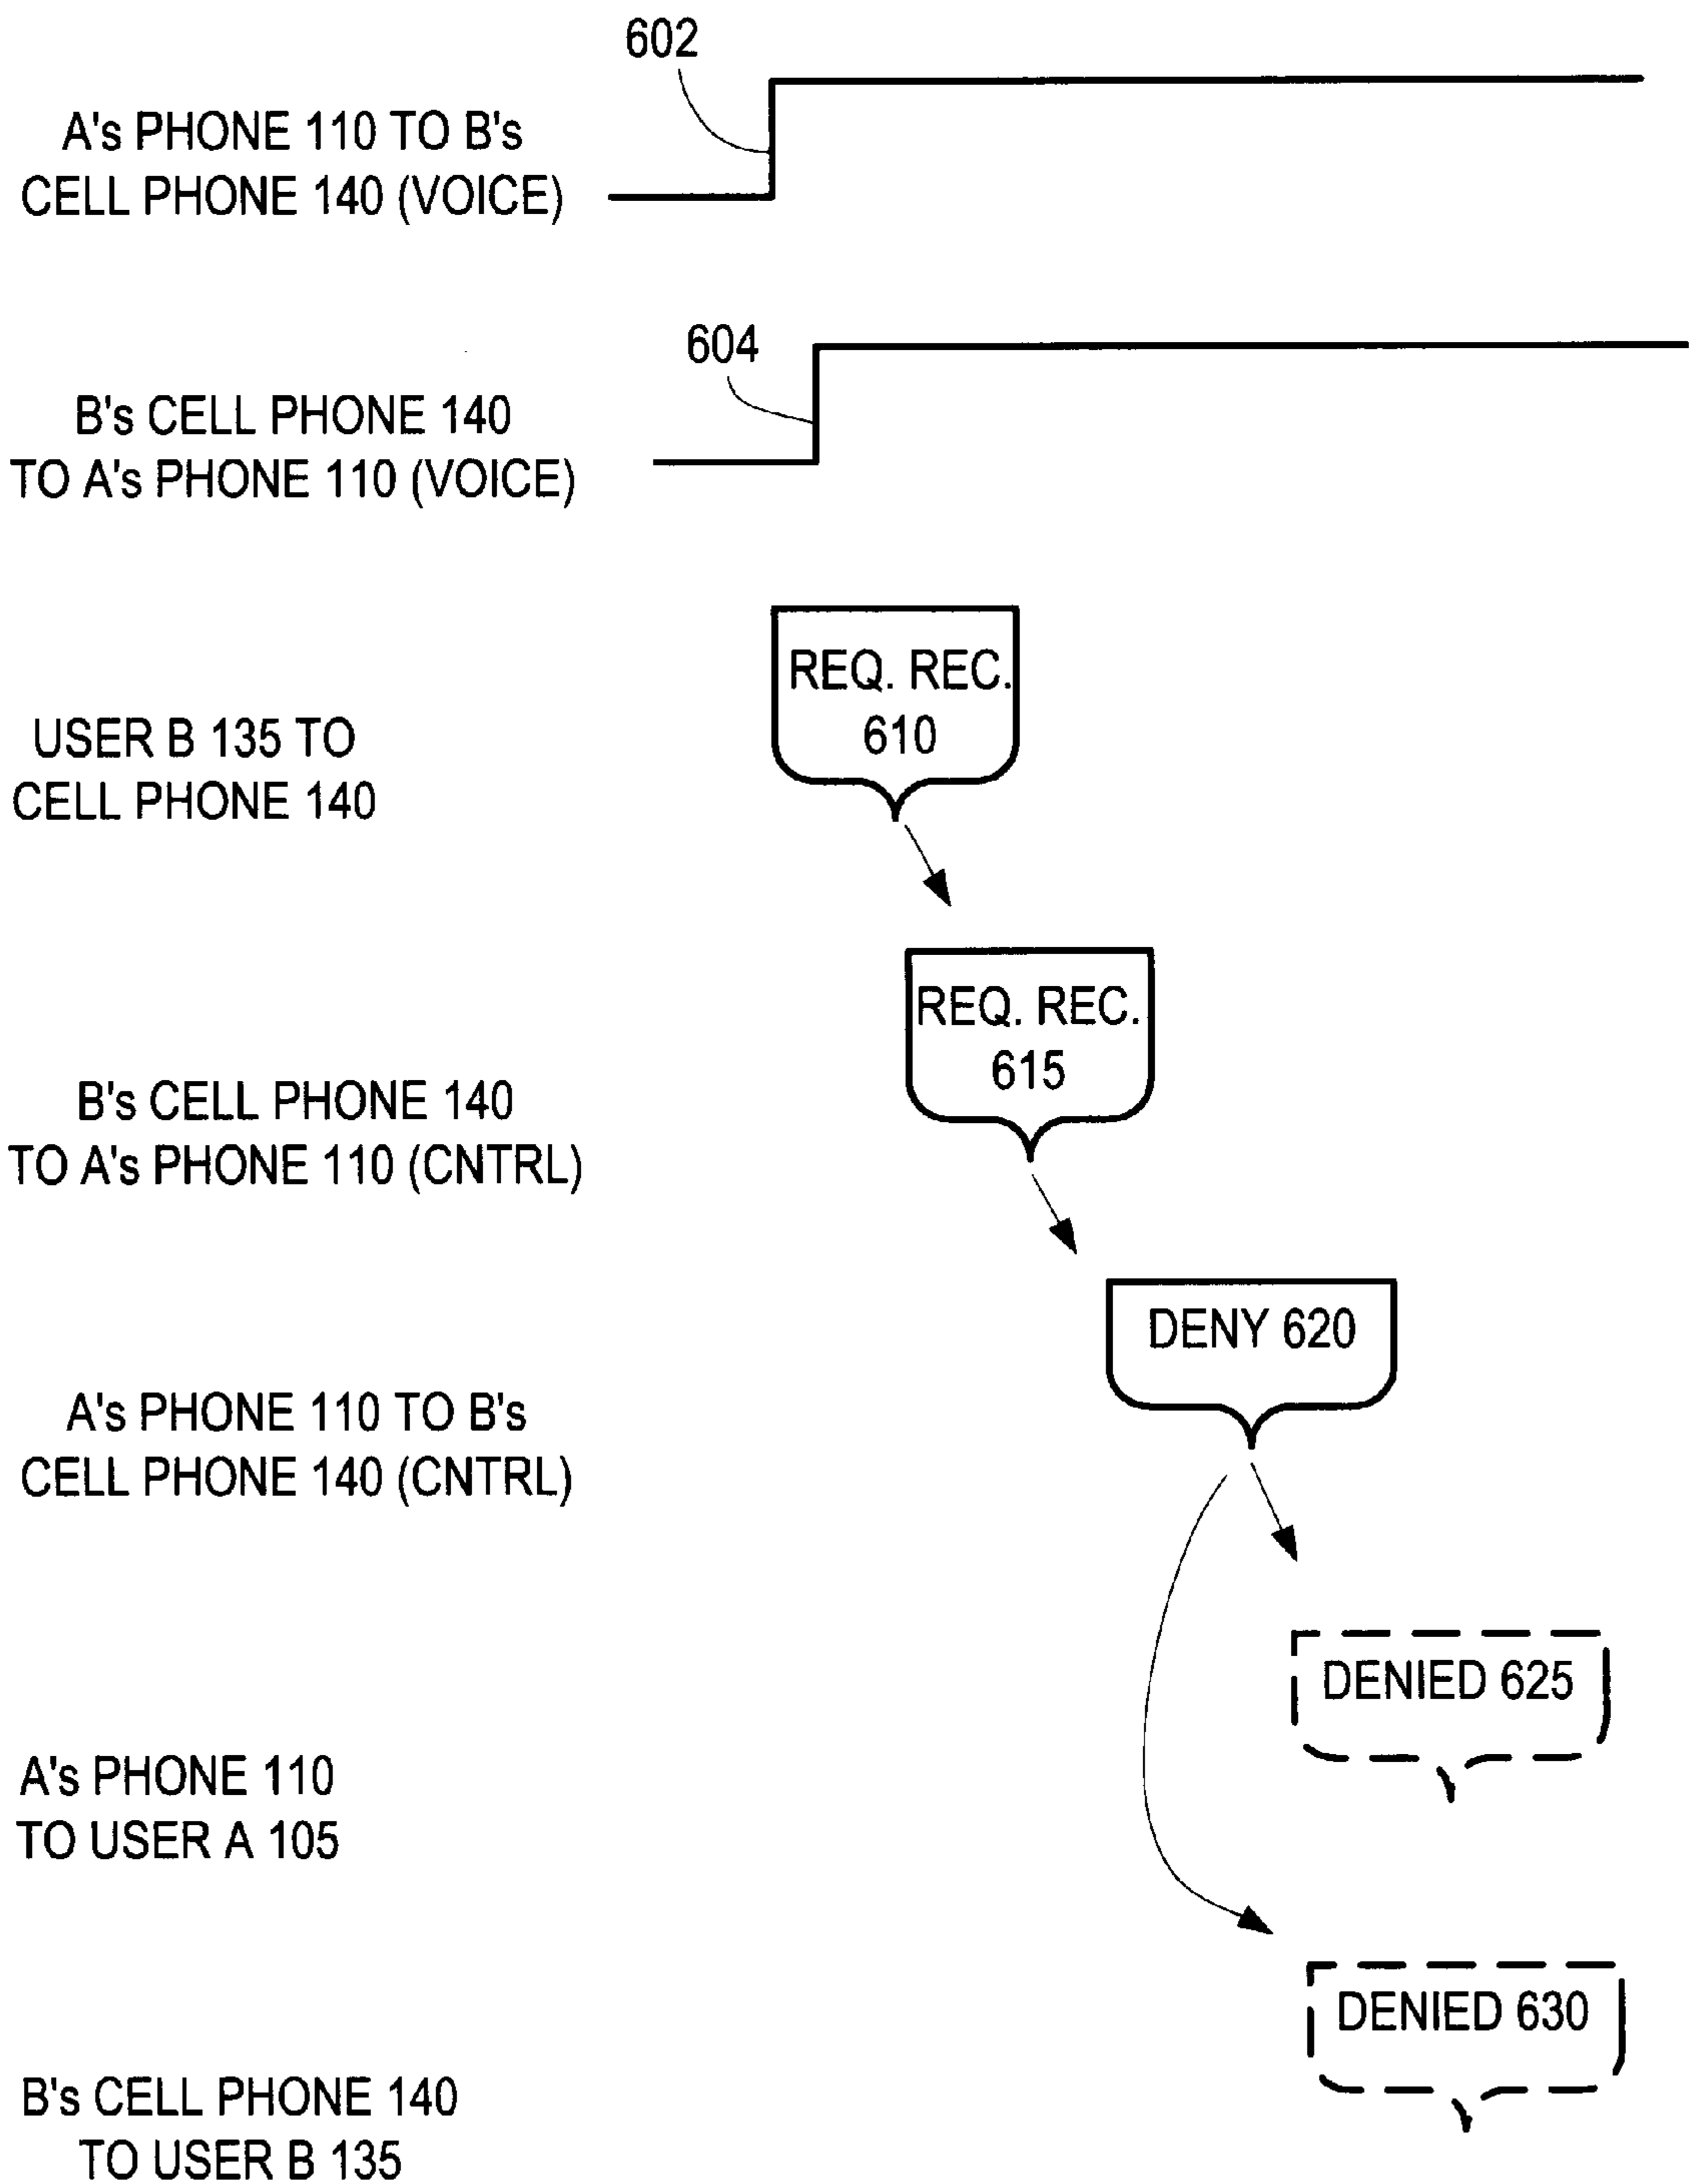 602
A's PHONE 110 TO B's
CELL PHONE 140 (VOICE)
604
B's CELL PHONE 140
TO A's PHONE 110 (VOICE)
REQ. REC.
610
USER B 135 TO
CELL PHONE 140
REQ. REC.
615
B's CELL PHONE 140
TO A's PHONE 110 (CNTRL)
DENY 620
A's PHONE 110 TO B's
CELL PHONE 140 (CNTRL)
DENIED 625
A's PHONE 110
TO USER A 105
DENIED 630
B's CELL PHONE 140
TO USER B 135